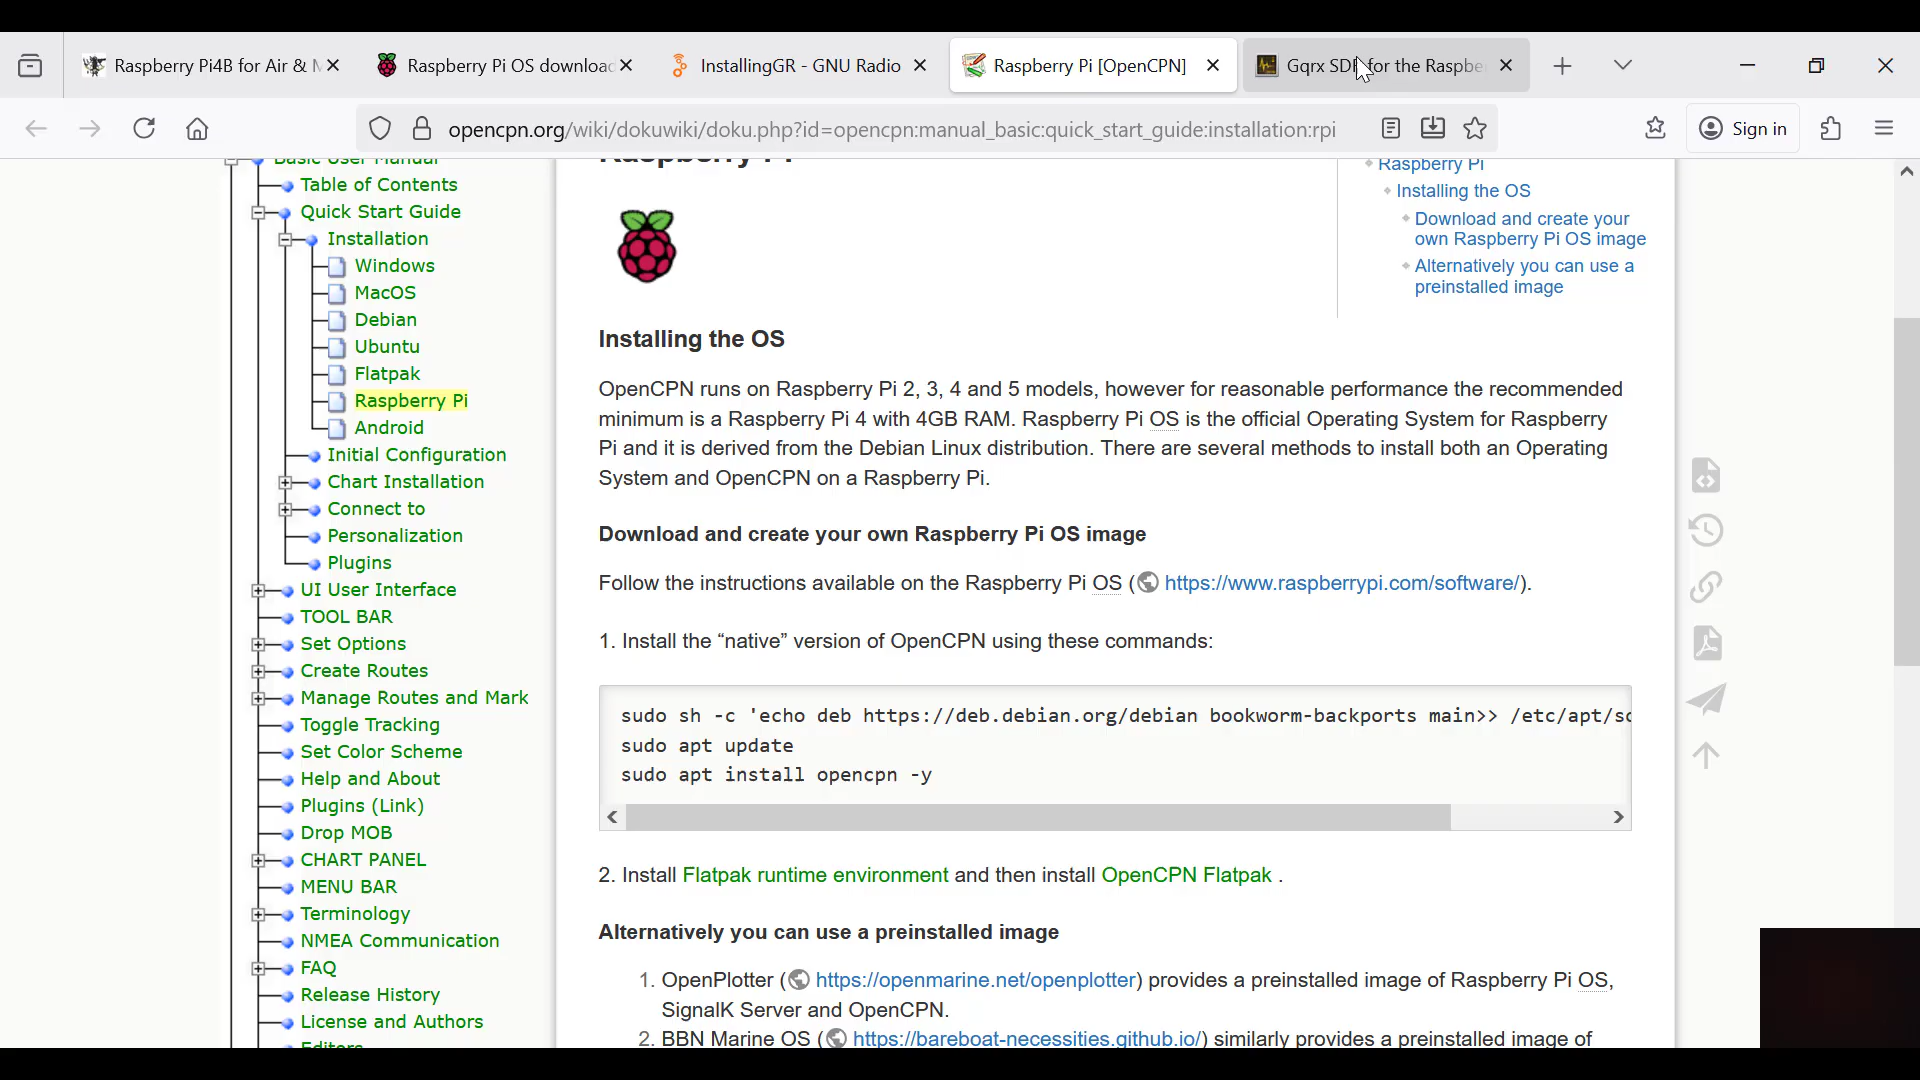 Raspberry Pi4B for Air &
Raspberry Pi OS download
InstallingGR - GNU Radio
Raspberry Pi [OpenCPN]
Gqrx SDR for the Raspbe
opencpn.org/wiki/dokuwiki/doku.php?id=opencpn:manual_basic:quick_start_guide:installation:rpi
Sign in
Basic User Manual
Table of Contents
Quick Start Guide
Installation
Windows
MacOS
Debian
Ubuntu
Flatpak
Raspberry Pi
Android
Initial Configuration
Chart Installation
Connect to
Personalization
Plugins
UI User Interface
TOOL BAR
Set Options
Create Routes
Manage Routes and Mark
Toggle Tracking
Set Color Scheme
Help and About
Plugins (Link)
Drop MOB
CHART PANEL
MENU BAR
Terminology
NMEA Communication
FAQ
Release History
License and Authors
Editors
Raspberry Pi
Raspberry Pi
Installing the OS
Download and create your
own Raspberry Pi OS image
Alternatively you can use a
preinstalled image
Installing the OS
OpenCPN runs on Raspberry Pi 2, 3, 4 and 5 models, however for reasonable performance the recommended
minimum is a Raspberry Pi 4 with 4GB RAM. Raspberry Pi OS is the official Operating System for Raspberry
Pi and it is derived from the Debian Linux distribution. There are several methods to install both an Operating
System and OpenCPN on a Raspberry Pi.
Download and create your own Raspberry Pi OS image
Follow the instructions available on the Raspberry Pi OS (https://www.raspberrypi.com/software/).
1. Install the “native” version of OpenCPN using these commands:
sudo sh -c 'echo deb https://deb.debian.org/debian bookworm-backports main>> /etc/apt/so
sudo apt update
sudo apt install opencpn -y
2. Install Flatpak runtime environment and then install OpenCPN Flatpak .
Alternatively you can use a preinstalled image
1. OpenPlotter (https://openmarine.net/openplotter) provides a preinstalled image of Raspberry Pi OS,
SignalK Server and OpenCPN.
2. BBN Marine OS (https://bareboat-necessities.github.io/) similarly provides a preinstalled image of